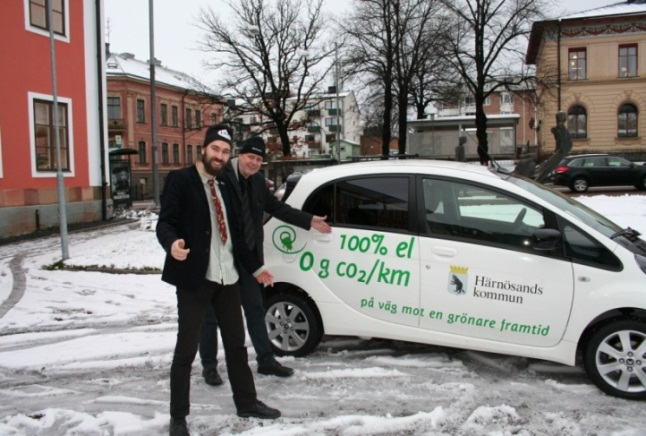 100% el
0 g co2/km
Härnösands
kommun
på väg mot en grönare framtid